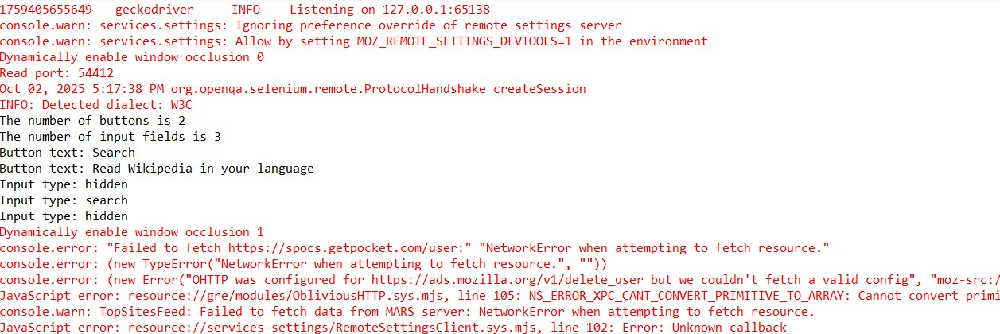 1759405655649	geckodriver	INFO	Listening on 127.0.0.1:65138
console.warn: services.settings: Ignoring preference override of remote settings server
console.warn: services.settings: Allow by setting MOZ_REMOTE_SETTINGS_DEVTOOLS=1 in the environment
Dynamically enable window occlusion 0
Read port: 54412
Oct 02, 2025 5:17:38 PM org.openqa.selenium.remote.ProtocolHandshake createSession
INFO: Detected dialect: W3C
The number of buttons is 2
The number of input fields is 3
Button text: Search
Button text: Read Wikipedia in your language
Input type: hidden
Input type: search
Input type: hidden
Dynamically enable window occlusion 1
console.error: "Failed to fetch https://spocs.getpocket.com/user:" "NetworkError when attempting to fetch resource."
console.error: (new TypeError("NetworkError when attempting to fetch resource.", ""))
console.error: (new Error("OHTTP was configured for https://ads.mozilla.org/v1/delete_user but we couldn't fetch a valid config", "moz-src:/
JavaScript error: resource://gre/modules/ObliviousHTTP.sys.mjs, line 105: NS_ERROR_XPC_CANT_CONVERT_PRIMITIVE_TO_ARRAY: Cannot convert primi
console.warn: TopSitesFeed: Failed to fetch data from MARS server: NetworkError when attempting to fetch resource.
JavaScript error: resource://services-settings/RemoteSettingsClient.sys.mjs, line 102: Error: Unknown callback